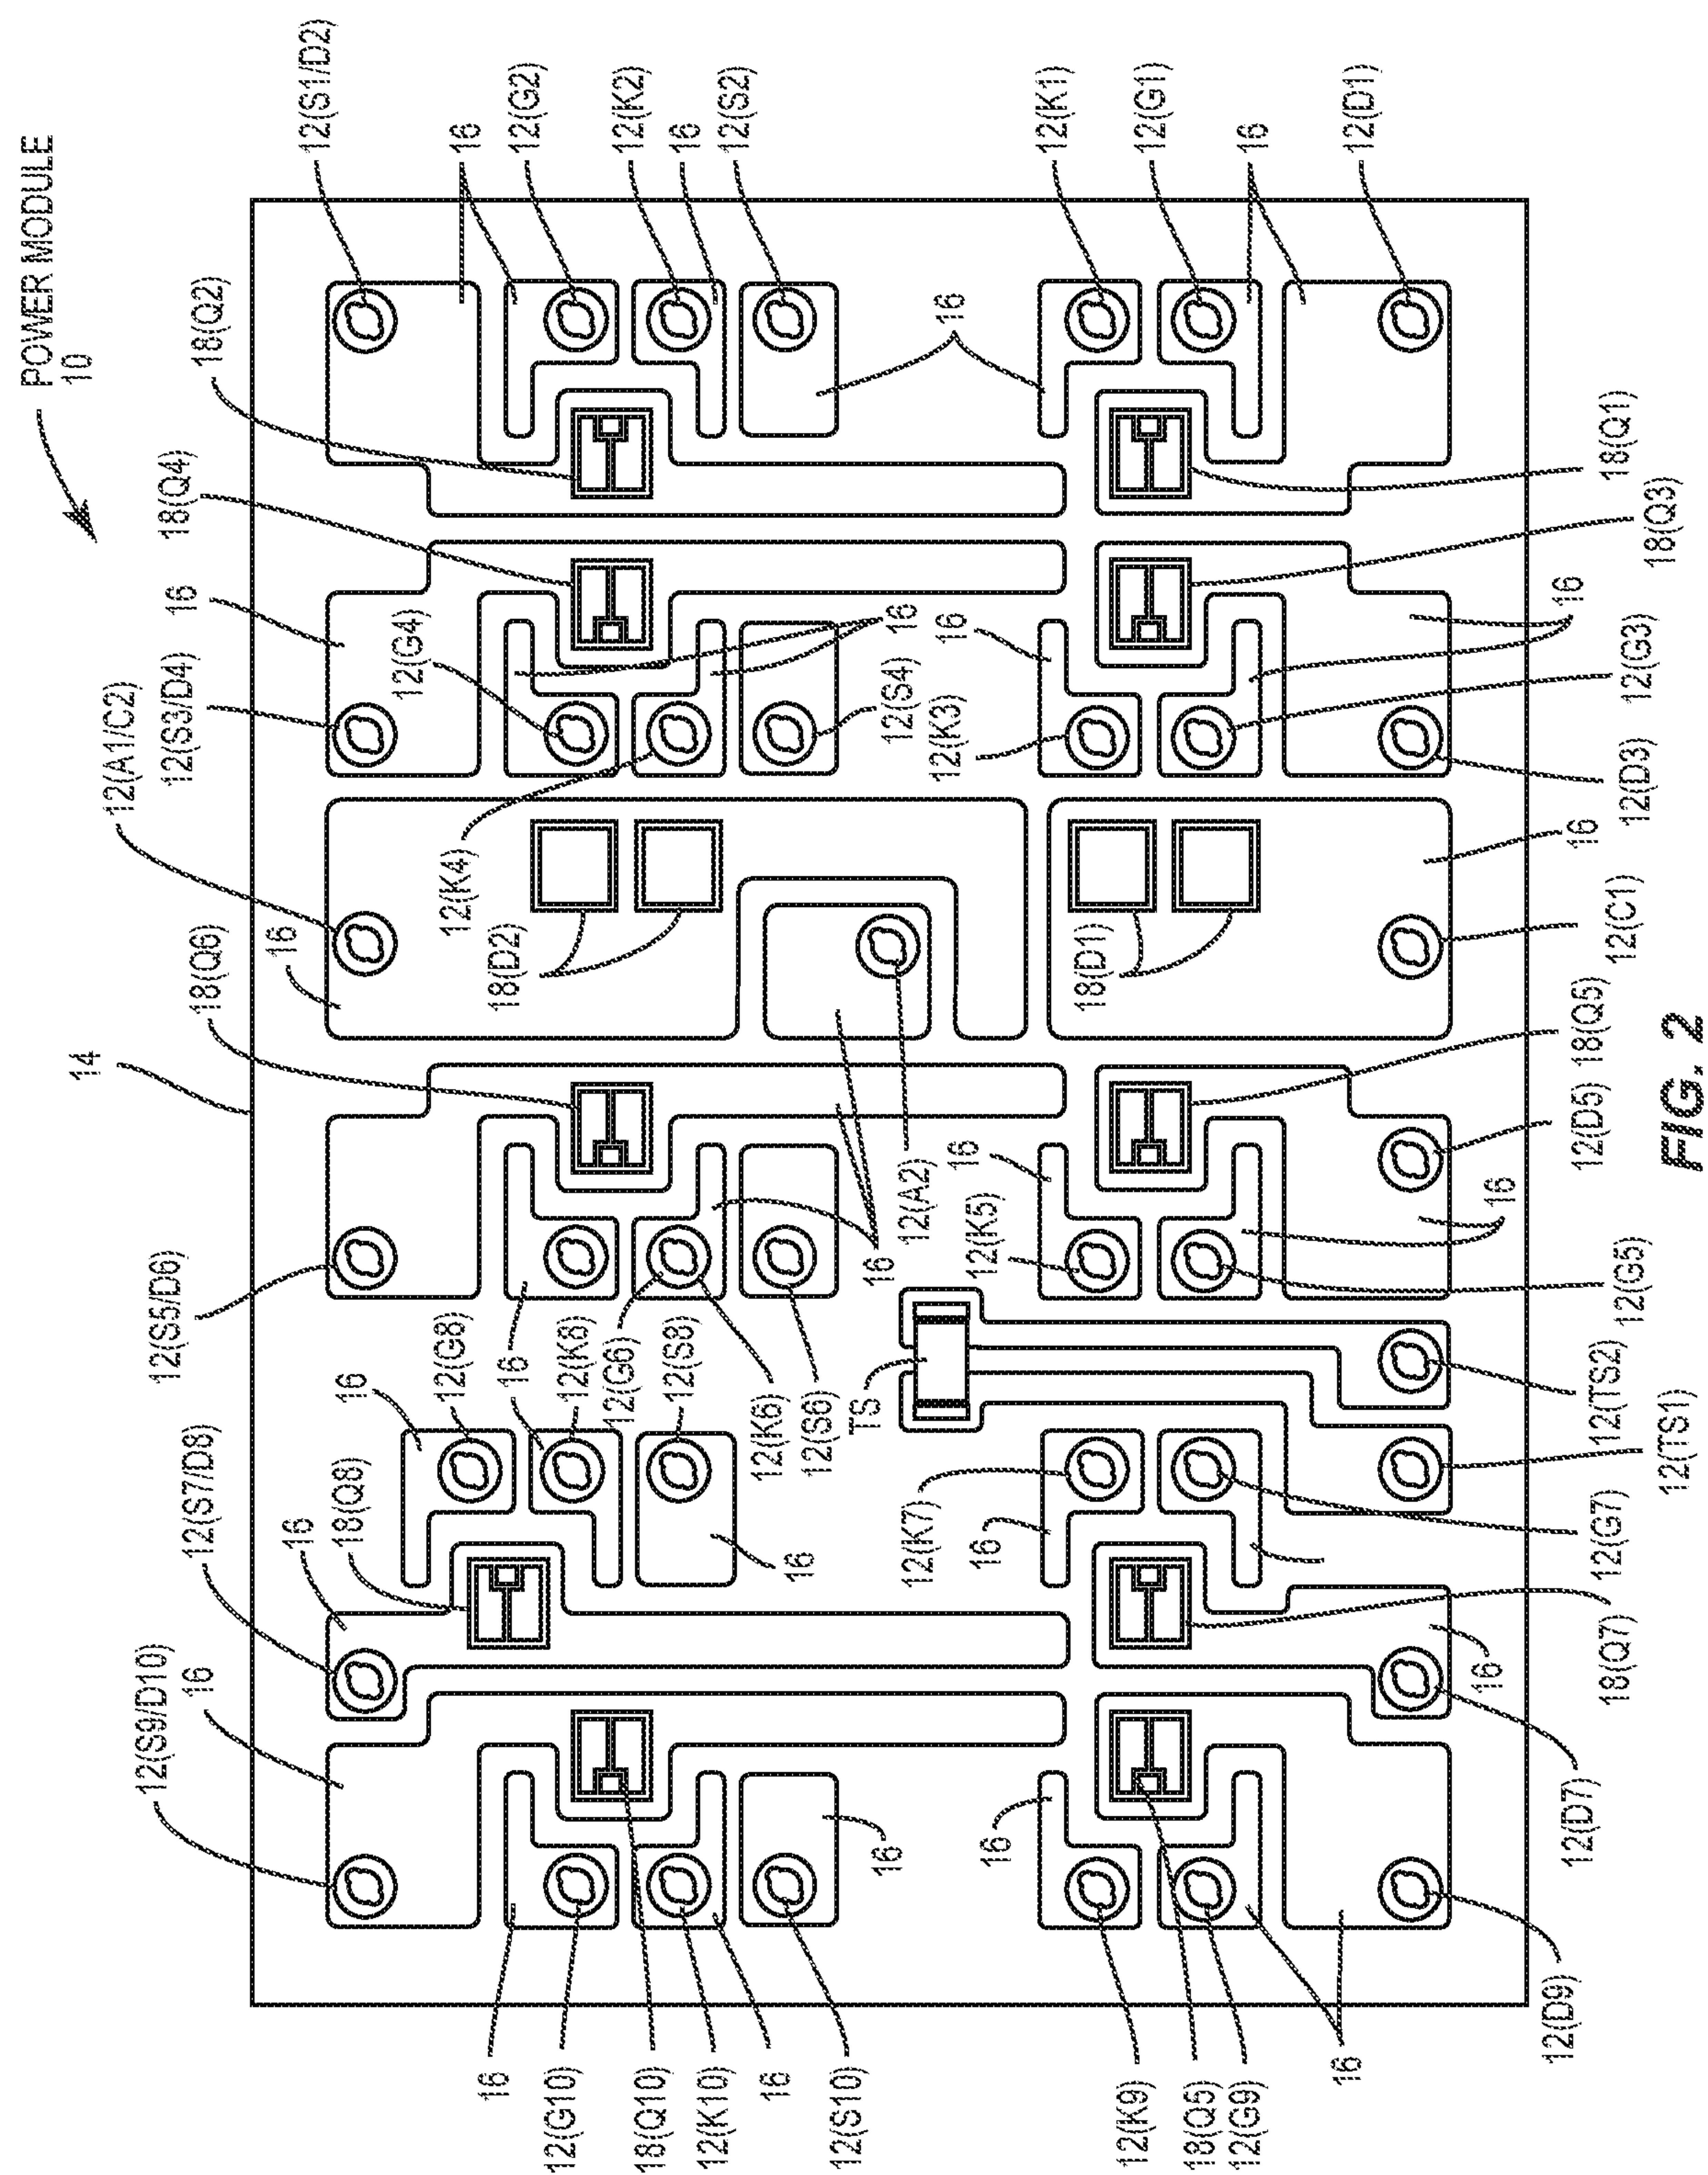 POWER MODULE
10
12(S1/D2)
16
12(G2)
12(K2)
16
12(S2)
12(K1)
12(G1)
16
12(D1)
18(Q2)
16
18(Q1)
18(Q4)
18(Q3)
16
12(S3/D4)
12(G4)
16
16
12(S4)
12(K3)
16
12(G3)
12(D3)
12(A1/C2)
12(K4)
16
16
18(D2)
18(D1)
12(C1)
18(Q6)
14
18(Q5)
12(D5)
12(A2)
16
16
12(K5)
16
12(G5)
12(S5/D6)
12(G8)
16
12(K8)
12(G6)
12(S8)
12(K6)
12(S6)
TS
12(TS2)
12(TS1)
16
12(S7/D8)
16
18(Q8)
16
12(K7)
16
12(G7)
18(Q7)
16
12(S9/D10)
16
16
16
12(D7)
16
12(G10)
18(Q10)
12(K10)
16
12(S10)
12(K9)
18(Q5)
12(G9)
16
12(D9)
FIG. 2